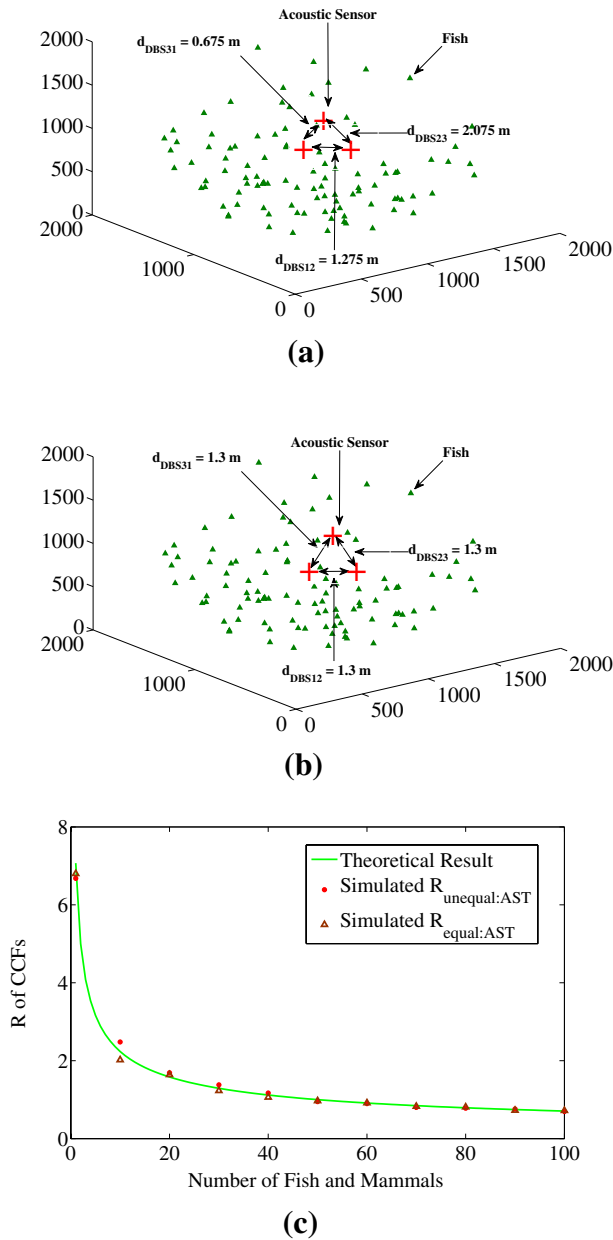 Acoustic Sensor
d_DBS31 = 0.675 m
Fish
d_DBS23 = 2.075 m
d_DBS12 = 1.275 m
2000
1500
1000
500
0
2000
1000
0
0
500
1000
1500
2000
(a)
Acoustic Sensor
d_DBS31 = 1.3 m
Fish
d_DBS23 = 1.3 m
d_DBS12 = 1.3 m
2000
1500
1000
500
0
2000
1000
0
0
500
1000
1500
2000
(b)
8
6
4
2
0
R of CCFs
Theoretical Result
Simulated R_unequal:AST
Simulated R_equal:AST
0 20 40 60 80 100
Number of Fish and Mammals
(c)